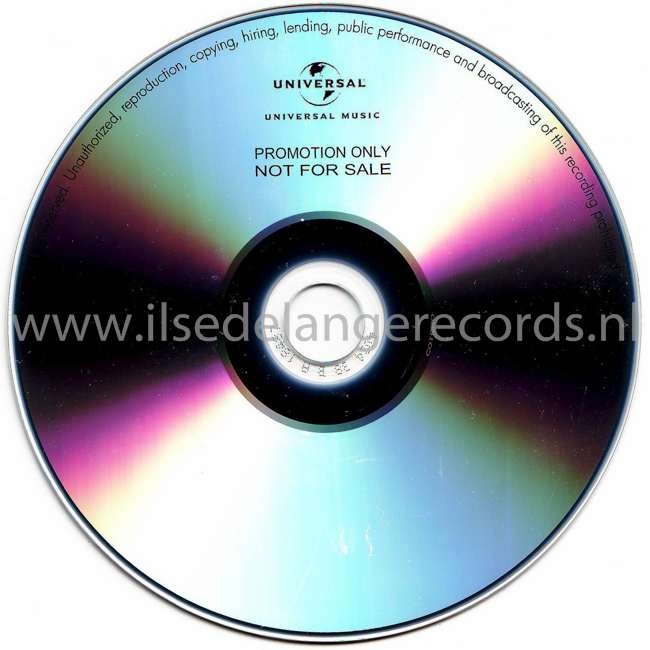 reserved. Unauthorized, reproduction, copying, hiring, lending, public performance and broadcasting of this recording prohibited
UNIVERSAL
UNIVERSAL MUSIC
PROMOTION ONLY
NOT FOR SALE
www.ilsedelangerecords.nl